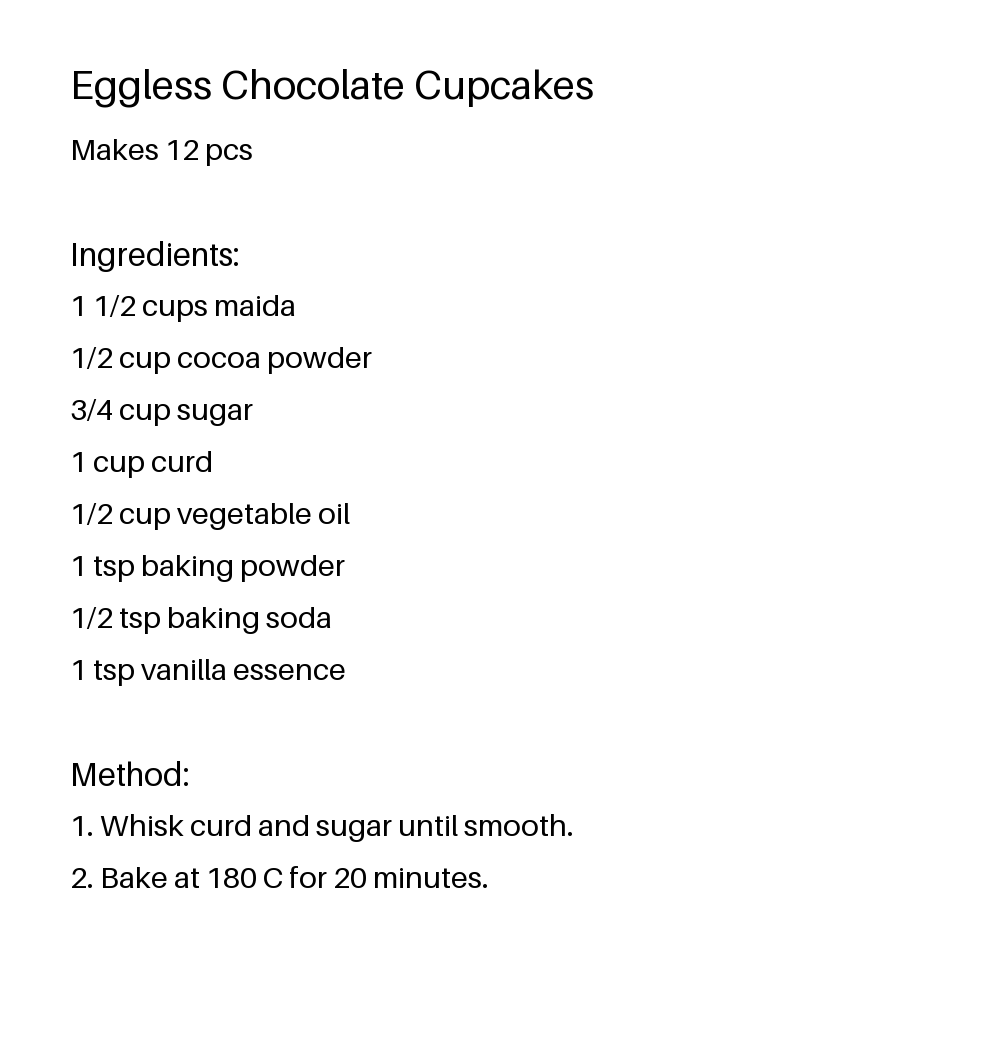 Eggless Chocolate Cupcakes
Makes 12 pcs
Ingredients:
1 1/2 cups maida
1/2 cup cocoa powder
3/4 cup sugar
1 cup curd
1/2 cup vegetable oil
1 tsp baking powder
1/2 tsp baking soda
1 tsp vanilla essence
Method:
1. Whisk curd and sugar until smooth.
2. Bake at 180 C for 20 minutes.